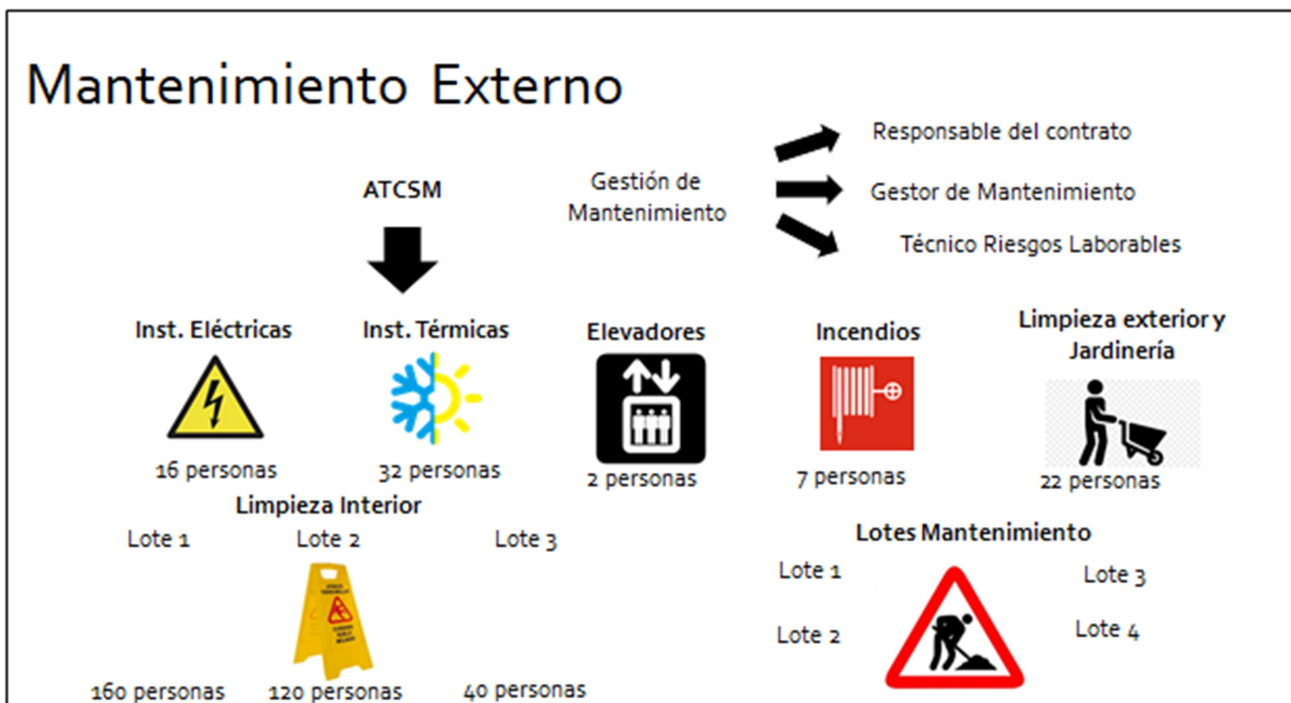 Mantenimiento Externo
Responsable del contrato
ATCSM
Gestión de
Mantenimiento
Gestor de Mantenimiento
Técnico Riesgos Laborables
Inst. Eléctricas
Inst. Térmicas
Elevadores
Incendios
Limpieza exterior y
Jardinería
16 personas
32 personas
2 personas
7 personas
22 personas
Limpieza Interior
Lote 1
Lote 2
Lote 3
160 personas
120 personas
40 personas
Lotes Mantenimiento
Lote 1
Lote 3
Lote 2
Lote 4